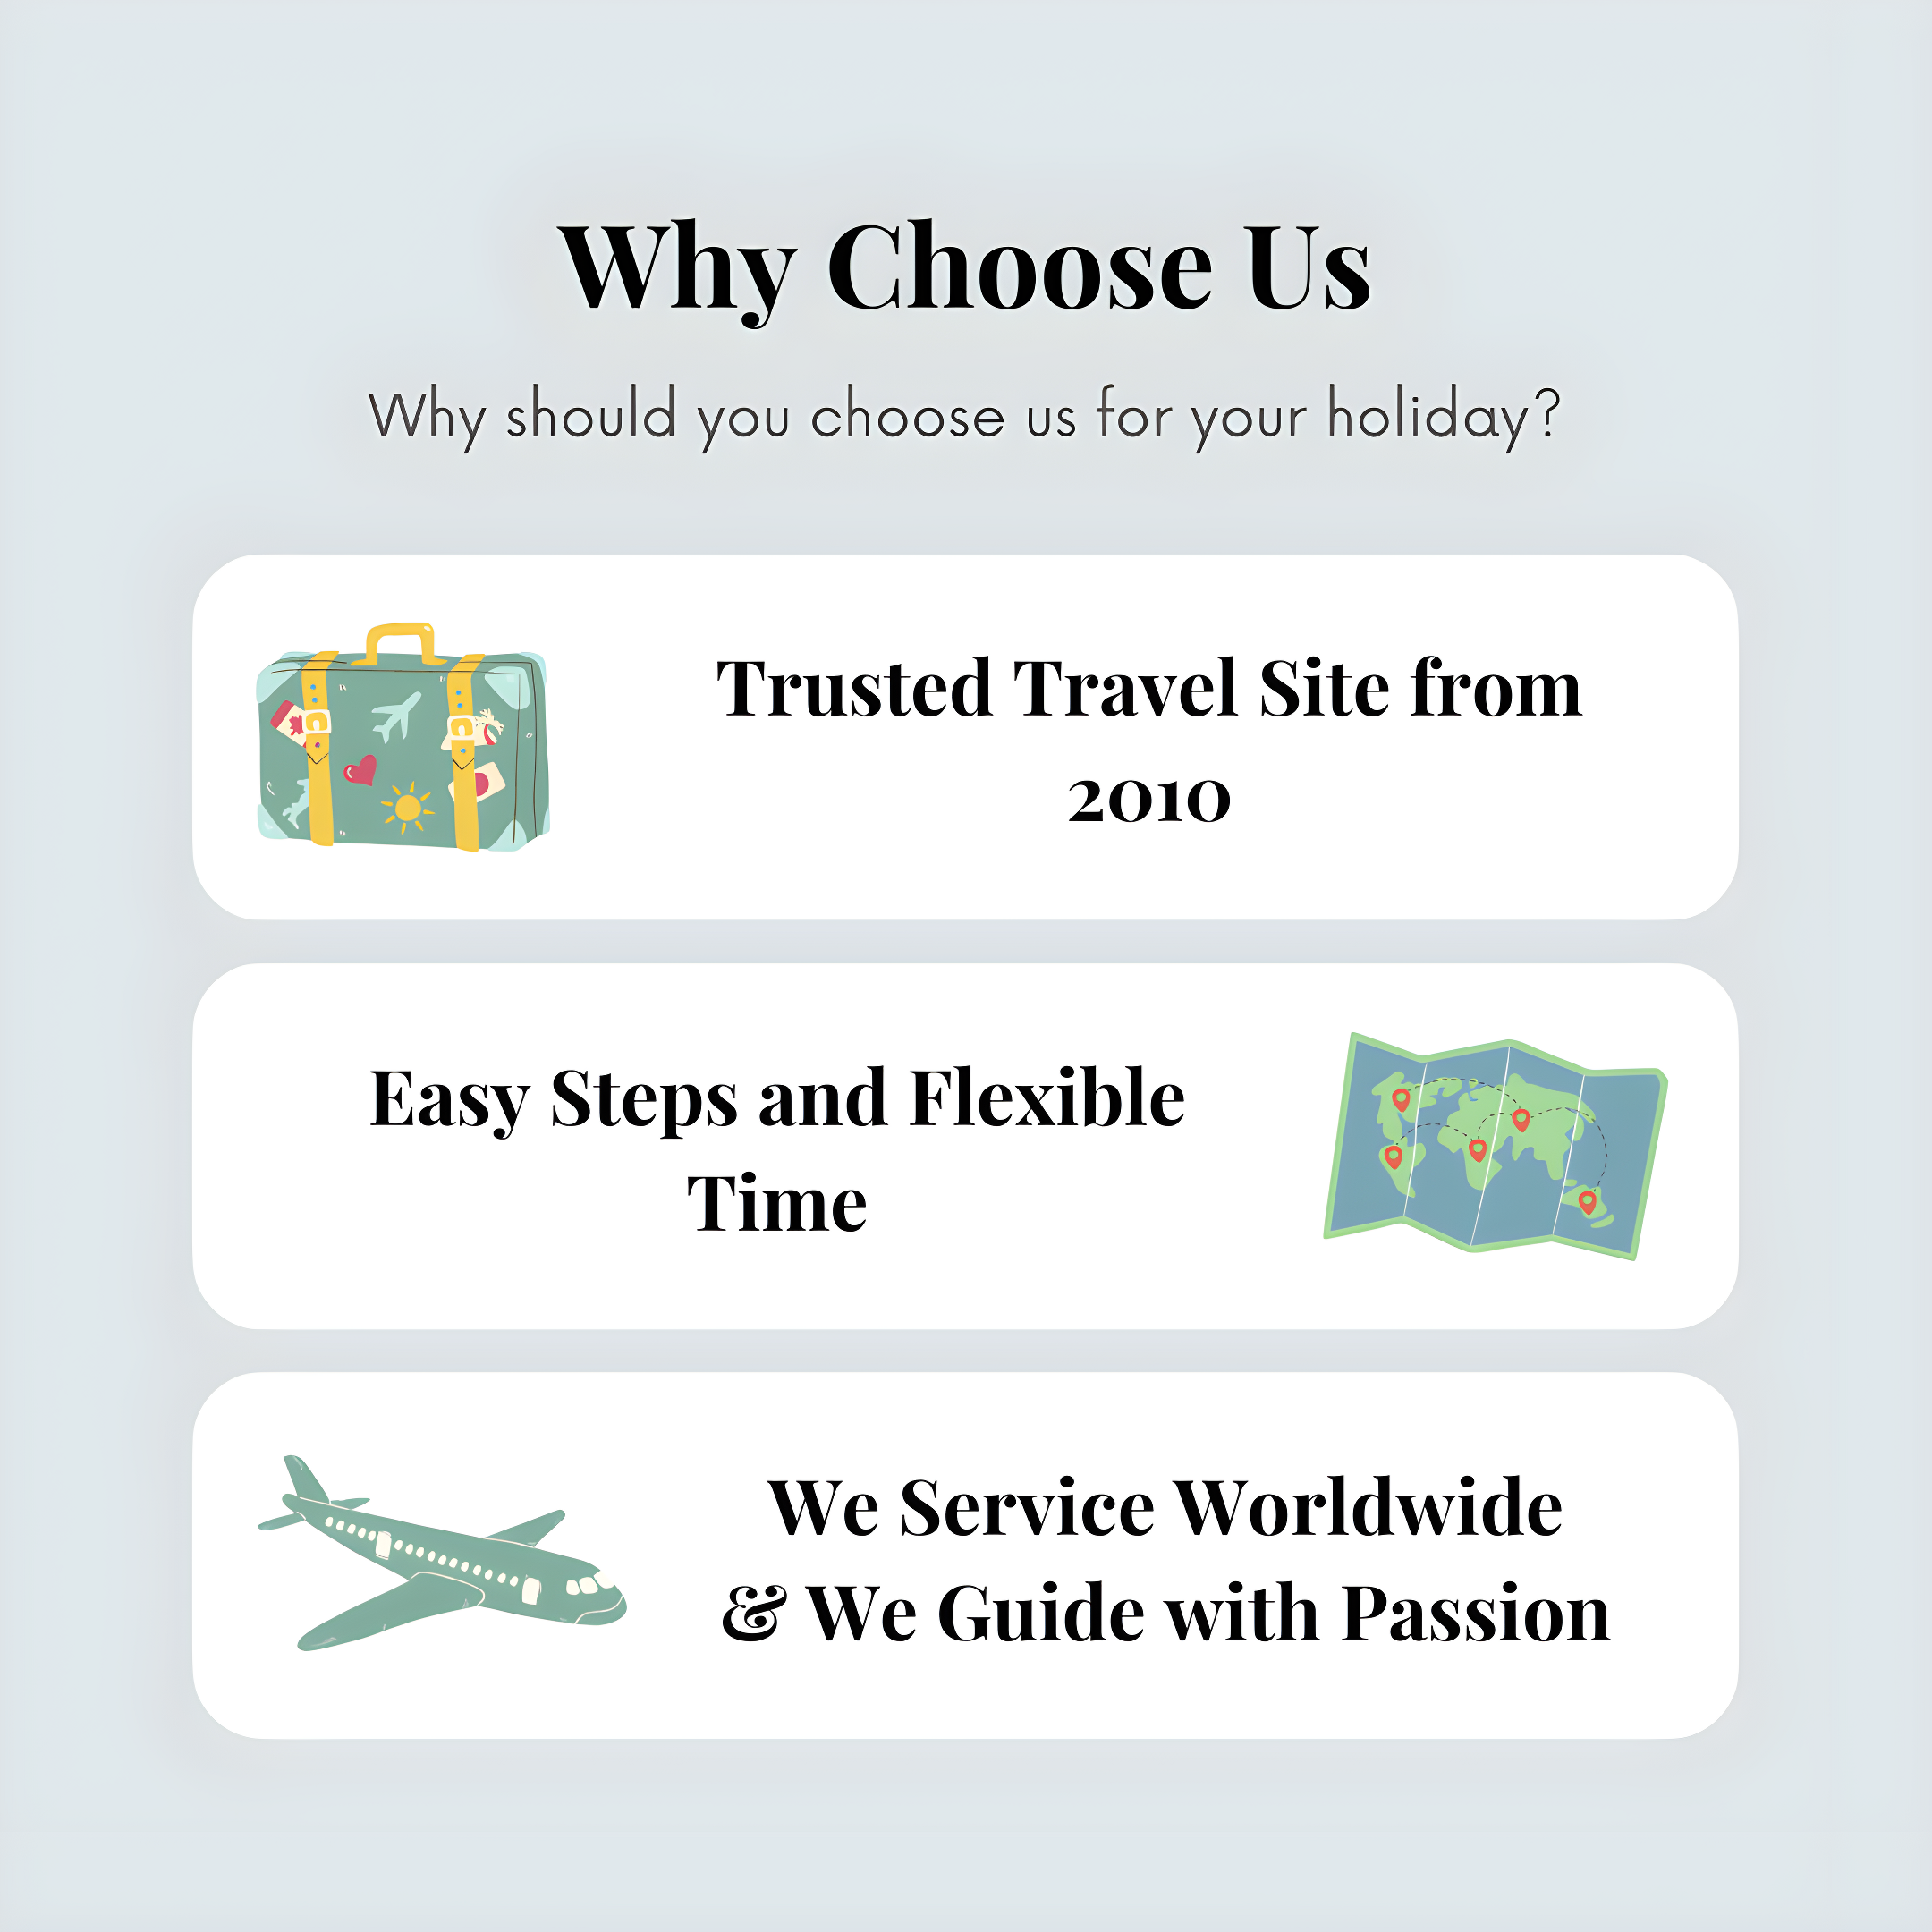 Why Choose Us
Why should you choose us for your holiday?
Trusted Travel Site from
2010
Easy Steps and Flexible
Time
We Service Worldwide
& We Guide with Passion